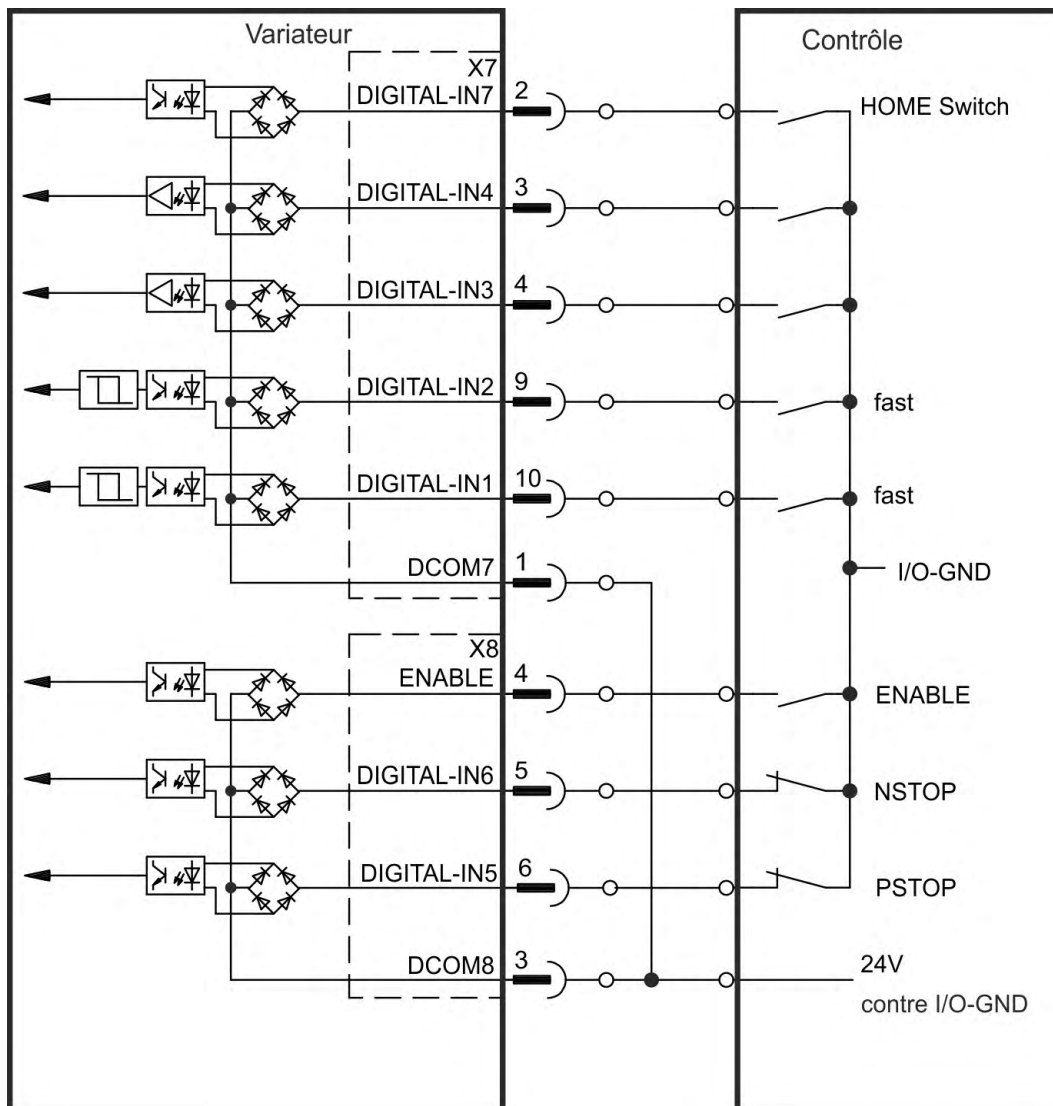 Variateur
Contrôle
X7
DIGITAL-IN7 2 HOME Switch
DIGITAL-IN4 3
DIGITAL-IN3 4
DIGITAL-IN2 9 fast
DIGITAL-IN1 10 fast
DCOM7 1 I/O-GND
X8
ENABLE 4 ENABLE
DIGITAL-IN6 5 NSTOP
DIGITAL-IN5 6 PSTOP
DCOM8 3 24V
contre I/O-GND